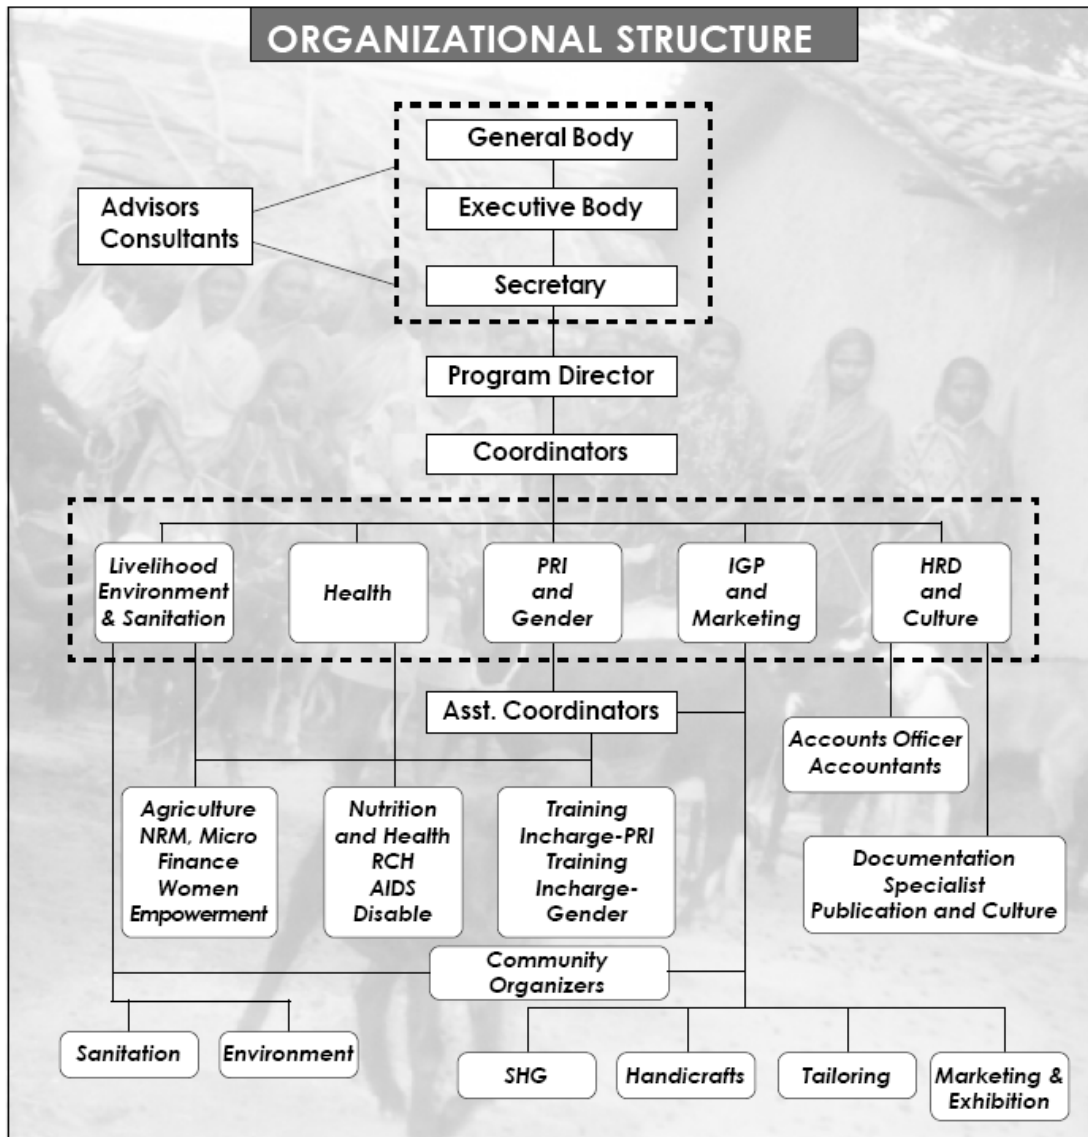 ORGANIZATIONAL STRUCTURE
General Body
Advisors
Consultants
Executive Body
Secretary
Program Director
Coordinators
Livelihood
Environment
& Sanitation
Health
PRI
and
Gender
IGP
and
Marketing
HRD
and
Culture
Asst. Coordinators
Accounts Officer
Accountants
Agriculture
NRM, Micro
Finance
Women
Empowerment
Nutrition
and Health
RCH
AIDS
Disable
Training
Incharge-PRI
Training
Incharge-
Gender
Documentation
Specialist
Publication and Culture
Community
Organizers
Sanitation
Environment
SHG
Handicrafts
Tailoring
Marketing &
Exhibition